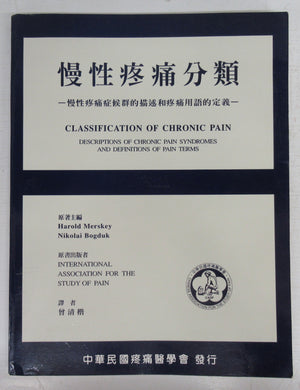 慢性疼痛分類
—慢性疼痛症候群的描述和疼痛用語的定義—
CLASSIFICATION OF CHRONIC PAIN
DESCRIPTIONS OF CHRONIC PAIN SYNDROMES
AND DEFINITIONS OF PAIN TERMS
原著主編
Harold Merskey
Nikolai Bogduk
原書出版者
INTERNATIONAL
ASSOCIATION FOR THE
STUDY OF PAIN
譯 者
曾清楷
中華民國疼痛醫學會 發行